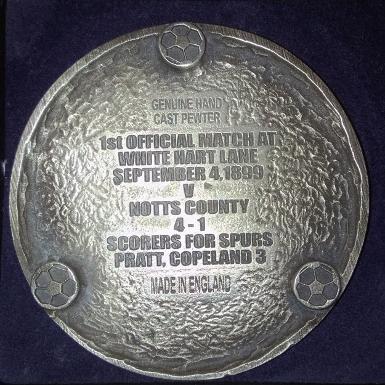 GENUINE HAND
CAST PEWTER
1st OFFICIAL MATCH AT
WHITE HART LANE
SEPTEMBER 4,1899
V
NOTTS COUNTY
4 - 1
SCORERS FOR SPURS
PRATT, COPELAND 3
MADE IN ENGLAND